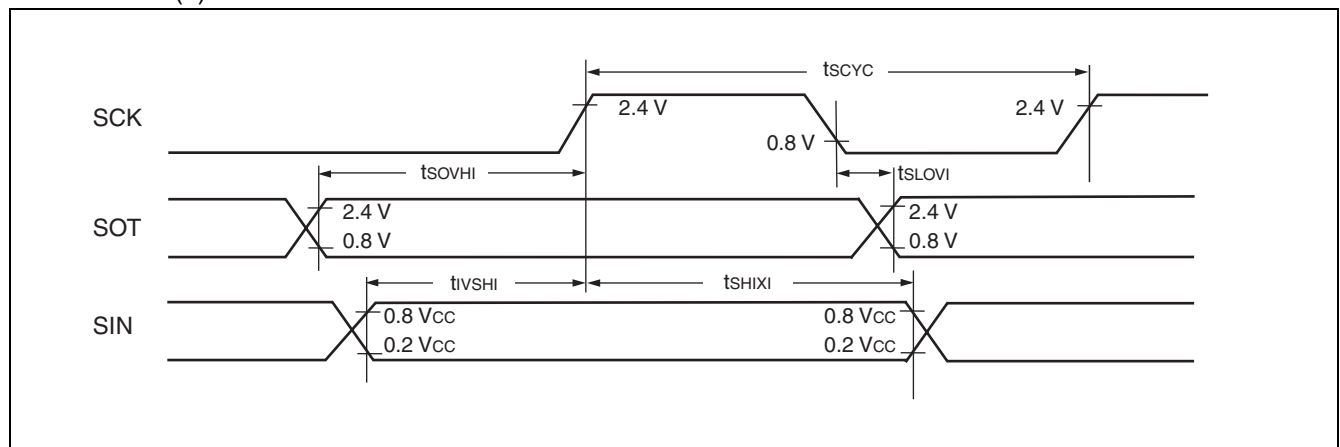 tSCYC
SCK
2.4 V
2.4 V
0.8 V
tSOVHI
tSLOVI
SOT
2.4 V
2.4 V
0.8 V
0.8 V
tIVSHI
tSHIXI
SIN
0.8 VCC
0.8 VCC
0.2 VCC
0.2 VCC